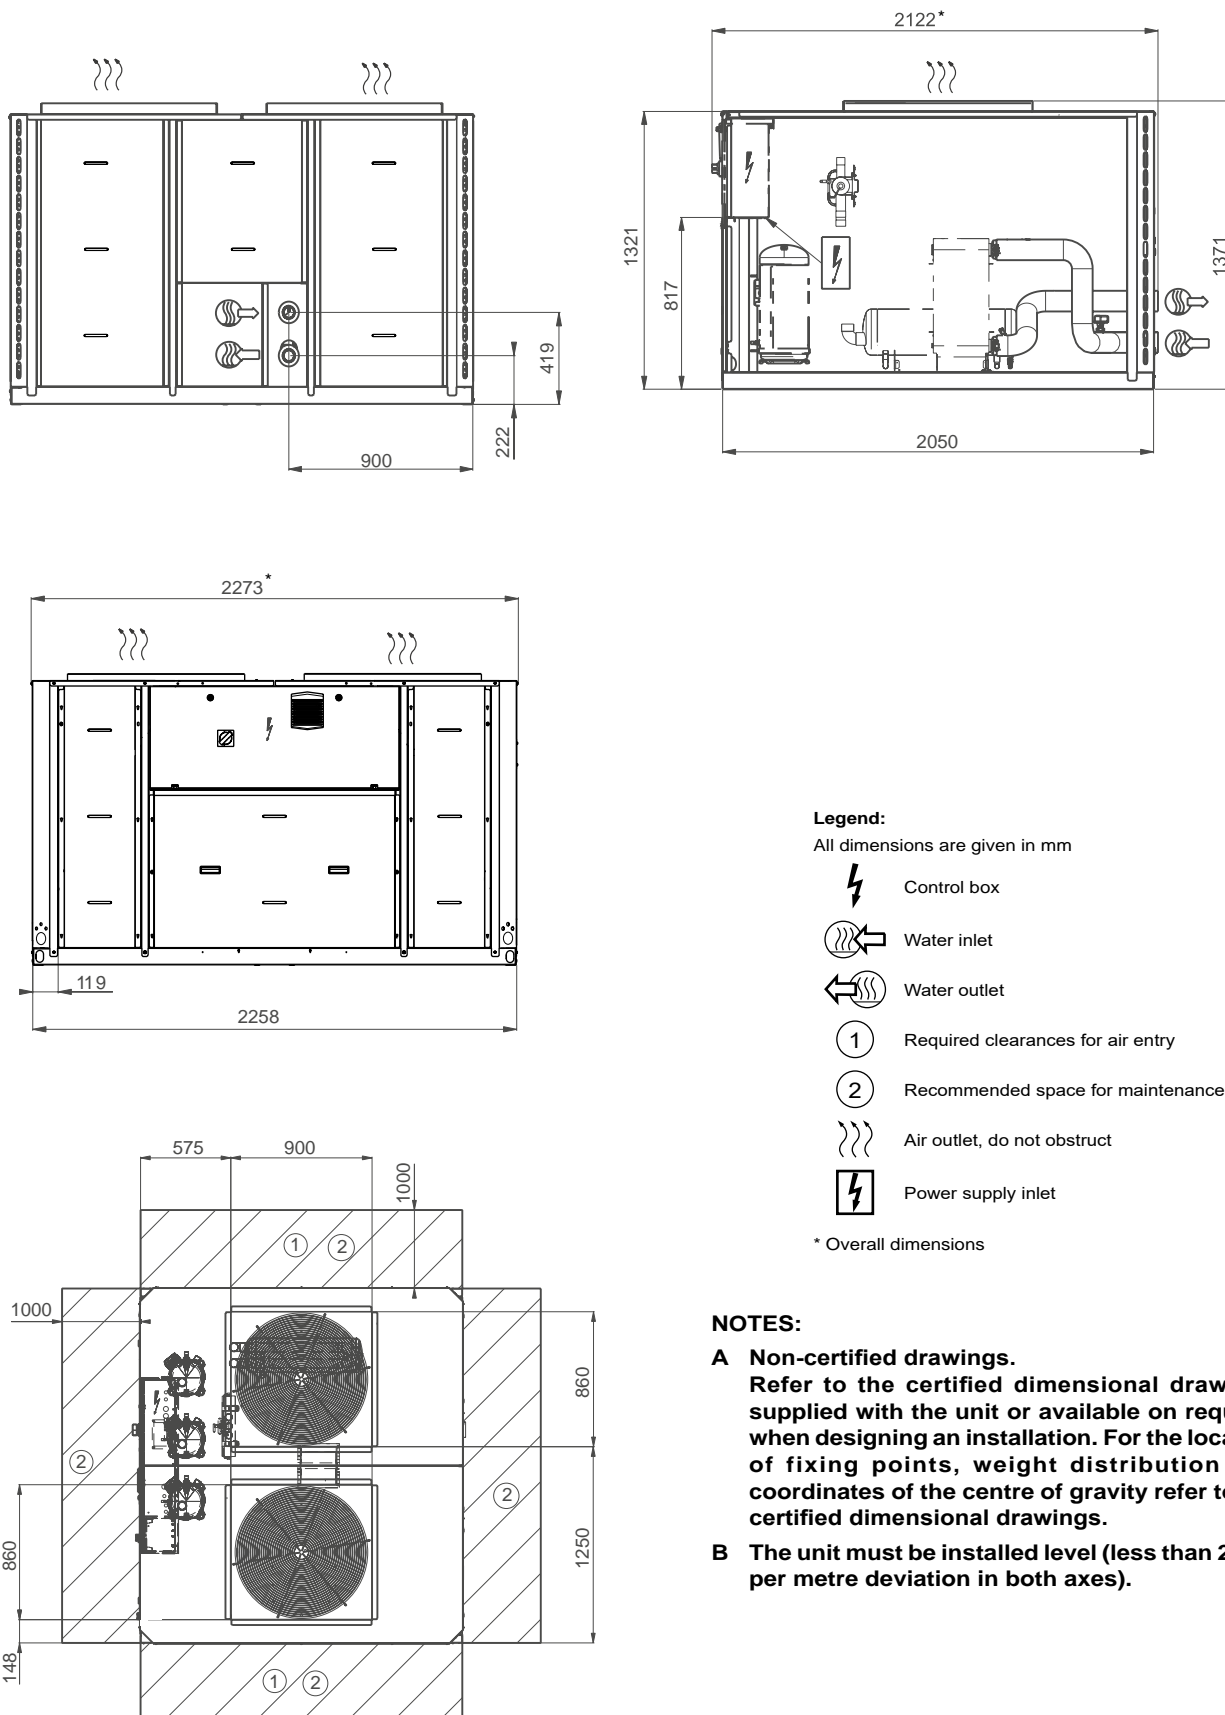 2122*
1321
817
1371
2050
419
222
900
2273*
119
2258
Legend:
All dimensions are given in mm
Control box
Water inlet
Water outlet
1 Required clearances for air entry
2 Recommended space for maintenance
Air outlet, do not obstruct
Power supply inlet
* Overall dimensions
575
900
1000
1 2
1000
860
2
2
860
1250
148
1 2
NOTES:
A Non-certified drawings.
Refer to the certified dimensional draw
supplied with the unit or available on requ
when designing an installation. For the loca
of fixing points, weight distribution
coordinates of the centre of gravity refer to
certified dimensional drawings.
B The unit must be installed level (less than 2
per metre deviation in both axes).